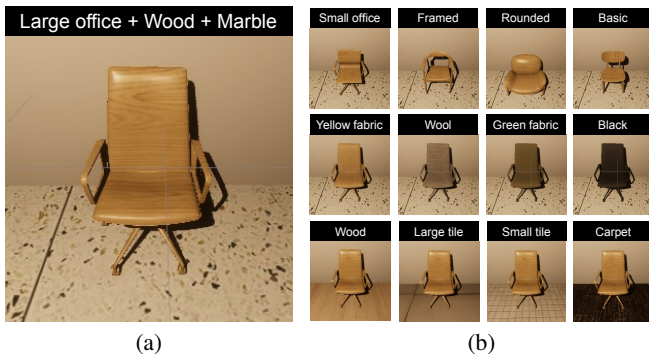 Large office + Wood + Marble
Small office
Framed
Rounded
Basic
Yellow fabric
Wool
Green fabric
Black
Wood
Large tile
Small tile
Carpet
(a)
(b)